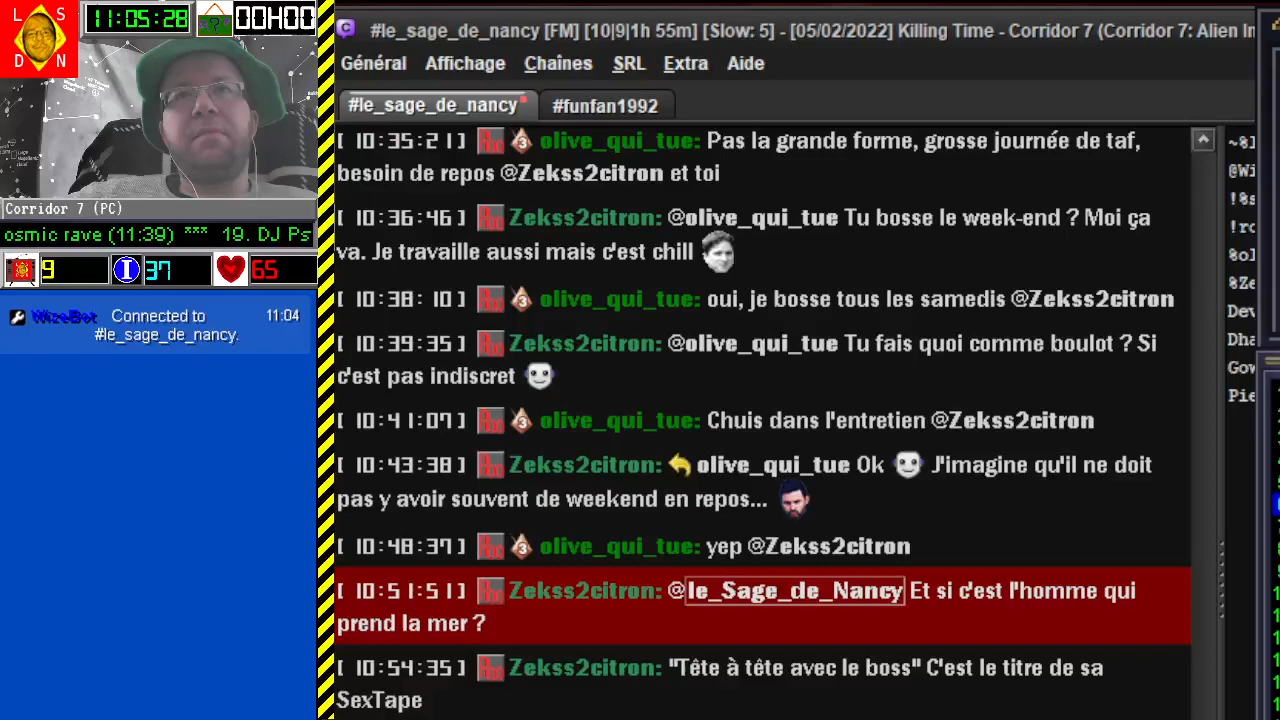 L S
D N
11:05:28
00H00
Corridor 7 (PC)
osmic rave (11:39) *** 19. DJ Ps
9
37
65
WizeBot Connected to 11:04
#le_sage_de_nancy.
#le_sage_de_nancy [FM] [10|9|1h 55m] [Slow: 5] - [05/02/2022] Killing Time - Corridor 7 (Corridor 7: Alien In
Général Affichage Chaînes SRL Extra Aide
#le_sage_de_nancy #funfan1992
[ 10:35:21] olive_qui_tue: Pas la grande forme, grosse journée de taf,
besoin de repos @Zekss2citron et toi
[ 10:36:46] Zekss2citron: @olive_qui_tue Tu bosse le week-end ? Moi ça
va. Je travaille aussi mais c'est chill
[ 10:38:10] olive_qui_tue: oui, je bosse tous les samedis @Zekss2citron
[ 10:39:35] Zekss2citron: @olive_qui_tue Tu fais quoi comme boulot ? Si
c'est pas indiscret
[ 10:41:07] olive_qui_tue: Chuis dans l'entretien @Zekss2citron
[ 10:43:38] Zekss2citron: olive_qui_tue Ok J'imagine qu'il ne doit
pas y avoir souvent de weekend en repos...
[ 10:48:37] olive_qui_tue: yep @Zekss2citron
[ 10:51:51] Zekss2citron: @le_Sage_de_Nancy Et si c'est l'homme qui
prend la mer ?
[ 10:54:35] Zekss2citron: "Tête à tête avec le boss" C'est le titre de sa
SexTape
~%l
@Wi
!%s
!ro
%ol
%Ze
Dev
Dha
Gow
Pie